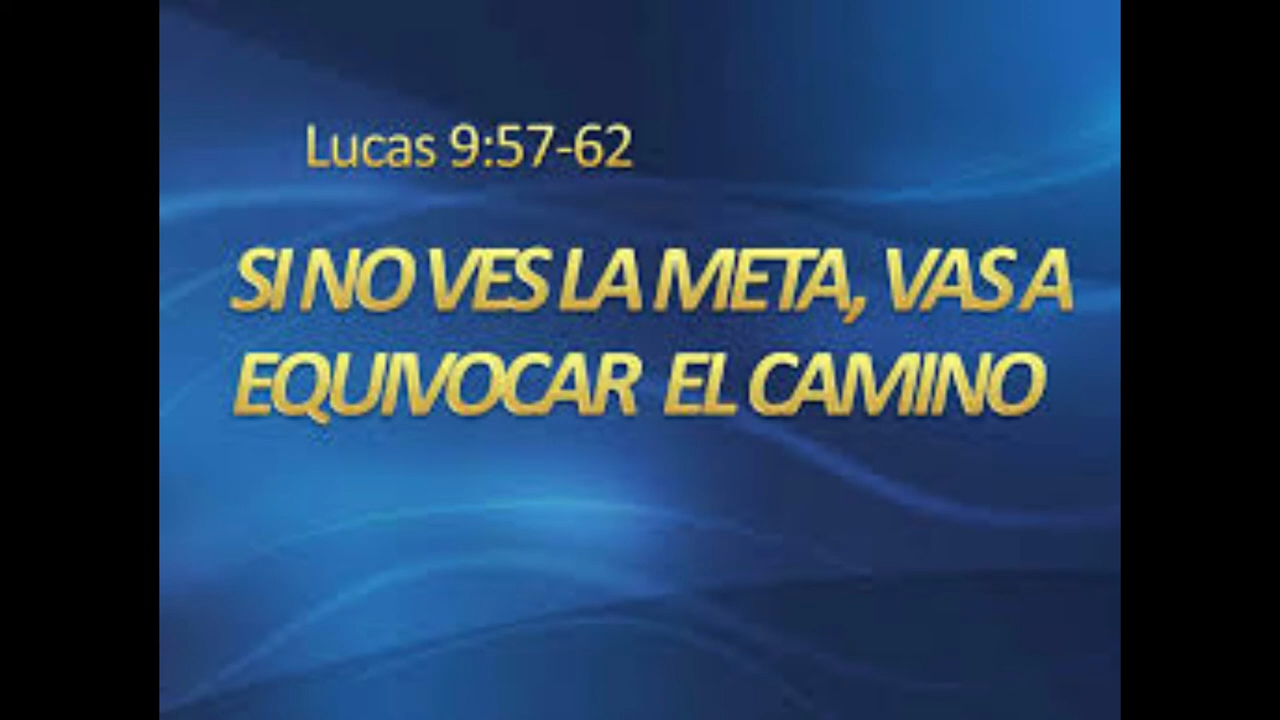 Lucas 9:57-62
SI NO VES LA META, VAS A
EQUIVOCAR EL CAMINO